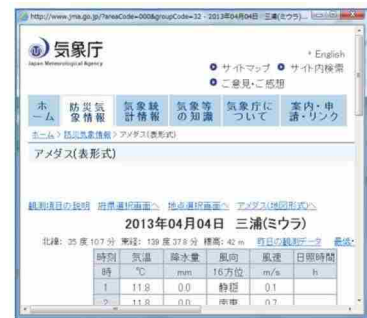 http://www.jma.go.jp/?areaCode=000&groupCode=32 - 2013年04月04日 三浦(ミウラ)
気象庁
Japan Meteorological Agency
English
サイトマップ サイト内検索
ご意見・ご感想
ホーム 防災気象情報 気象統計情報 気象等の知識 気象庁について 案内・申請・リンク
ホーム > 防災気象情報 > アメダス(表形式)
アメダス(表形式)
観測項目の説明 府県選択画面へ 地点選択画面へ アメダス(地図形式)へ
2013年04月04日 三浦(ミウラ)
北緯: 35 度 10.7 分 東経: 139 度 37.8 分 標高: 42 m 昨日の観測データ 最低・
時刻 気温 降水量 風向 風速 日照時間
時 ℃ mm 16方位 m/s h
1 11.9 0.0 静穏 0.1
2 11.8 0.0 0.7